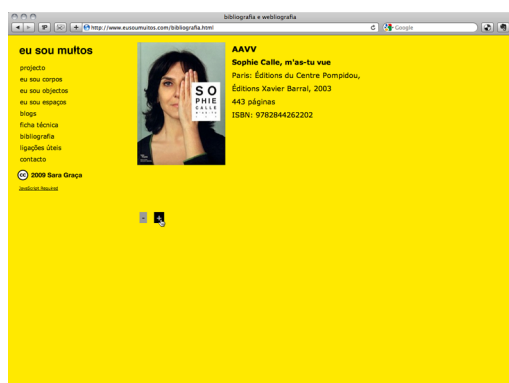 bibliografia e webliografia
http://www.eusoumuitos.com/bibliografia.html
Google
eu sou muitos
projecto
eu sou corpos
eu sou objectos
eu sou espaços
blogs
ficha técnica
bibliografia
ligações úteis
contacto
cc 2009 Sara Graça
JavaScript Required
SO
PHIE
CALLE
AAVV
Sophie Calle, m'as-tu vue
Paris: Éditions du Centre Pompidou,
Éditions Xavier Barral, 2003
443 páginas
ISBN: 9782844262202
- +